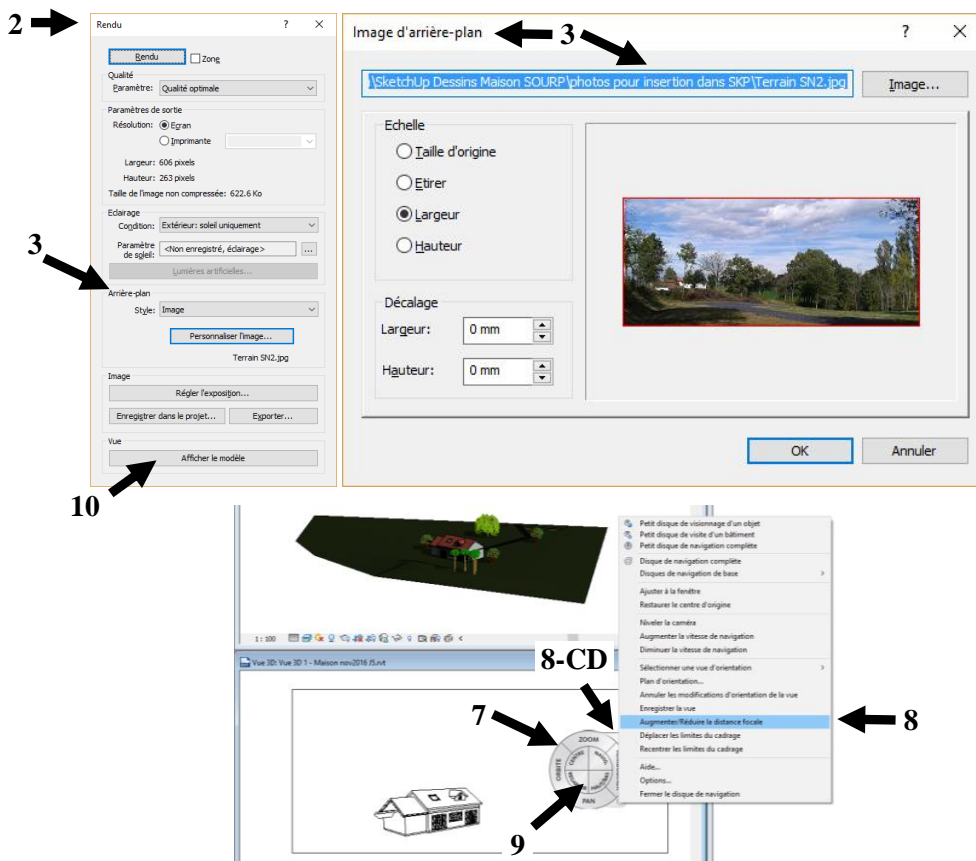 2
Rendu ? ×
Rendu Zone
Qualité
Paramètre: Qualité optimale
Paramètres de sortie
Résolution: Ecran
Imprimante
Largeur: 606 pixels
Hauteur: 263 pixels
Taille de l'image non compressée: 622.6 Ko
Eclairage
Condition: Extérieur: soleil uniquement
Paramètre de soleil: <Non enregistré, éclairage> ...
Lumières artificielles...
3
Arrière-plan
Style: Image
Personnaliser l'image...
Terrain SN2.jpg
Image
Régler l'exposition...
Enregistrer dans le projet... Exporter...
Vue
Afficher le modèle
10
Image d'arrière-plan 3 ? ×
\SketchUp Dessins Maison SOURP\photos pour insertion dans SKP\Terrain SN2.jpg Image...
Echelle
Taille d'origine
Etirer
Largeur
Hauteur
Décalage
Largeur: 0 mm
Hauteur: 0 mm
OK Annuler
1 : 100
Vue 3D: Vue 3D 1 - Maison nov2016 JS.rvt
8-CD
7
ZOOM
ORBITE
CENTRE
PAN
9
Petit disque de visionnage d'un objet
Petit disque de visite d'un bâtiment
Petit disque de navigation complète
Disque de navigation complète
Disques de navigation de base >
Ajuster à la fenêtre
Restaurer le centre d'origine
Niveler la caméra
Augmenter la vitesse de navigation
Diminuer la vitesse de navigation
Sélectionner une vue d'orientation >
Plan d'orientation...
Annuler les modifications d'orientation de la vue
Enregistrer la vue
Augmenter/Réduire la distance focale
Déplacer les limites du cadrage
Recentrer les limites du cadrage
Aide...
Options...
Fermer le disque de navigation
8